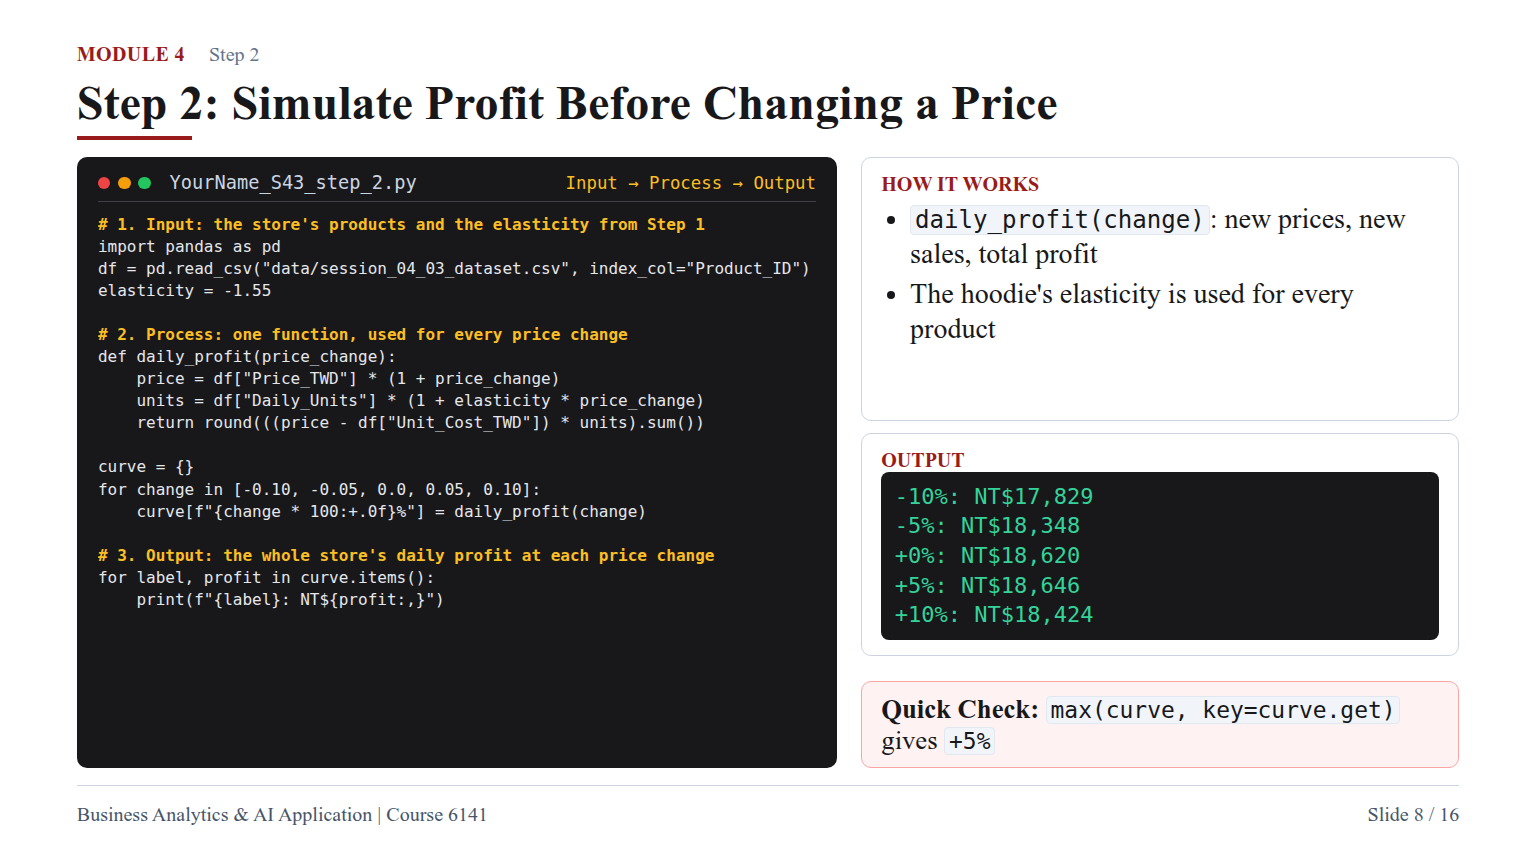 MODULE 4 Step 2
Step 2: Simulate Profit Before Changing a Price
YourName_S43_step_2.py Input → Process → Output
# 1. Input: the store's products and the elasticity from Step 1
import pandas as pd
df = pd.read_csv("data/session_04_03_dataset.csv", index_col="Product_ID")
elasticity = -1.55
# 2. Process: one function, used for every price change
def daily_profit(price_change):
    price = df["Price_TWD"] * (1 + price_change)
    units = df["Daily_Units"] * (1 + elasticity * price_change)
    return round(((price - df["Unit_Cost_TWD"]) * units).sum())
curve = {}
for change in [-0.10, -0.05, 0.0, 0.05, 0.10]:
    curve[f"{change * 100:+.0f}%"] = daily_profit(change)
# 3. Output: the whole store's daily profit at each price change
for label, profit in curve.items():
    print(f"{label}: NT${profit:,}")
HOW IT WORKS
• daily_profit(change): new prices, new
sales, total profit
• The hoodie's elasticity is used for every
product
OUTPUT
-10%: NT$17,829
-5%: NT$18,348
+0%: NT$18,620
+5%: NT$18,646
+10%: NT$18,424
Quick Check: max(curve, key=curve.get)
gives +5%
Business Analytics & AI Application | Course 6141
Slide 8 / 16